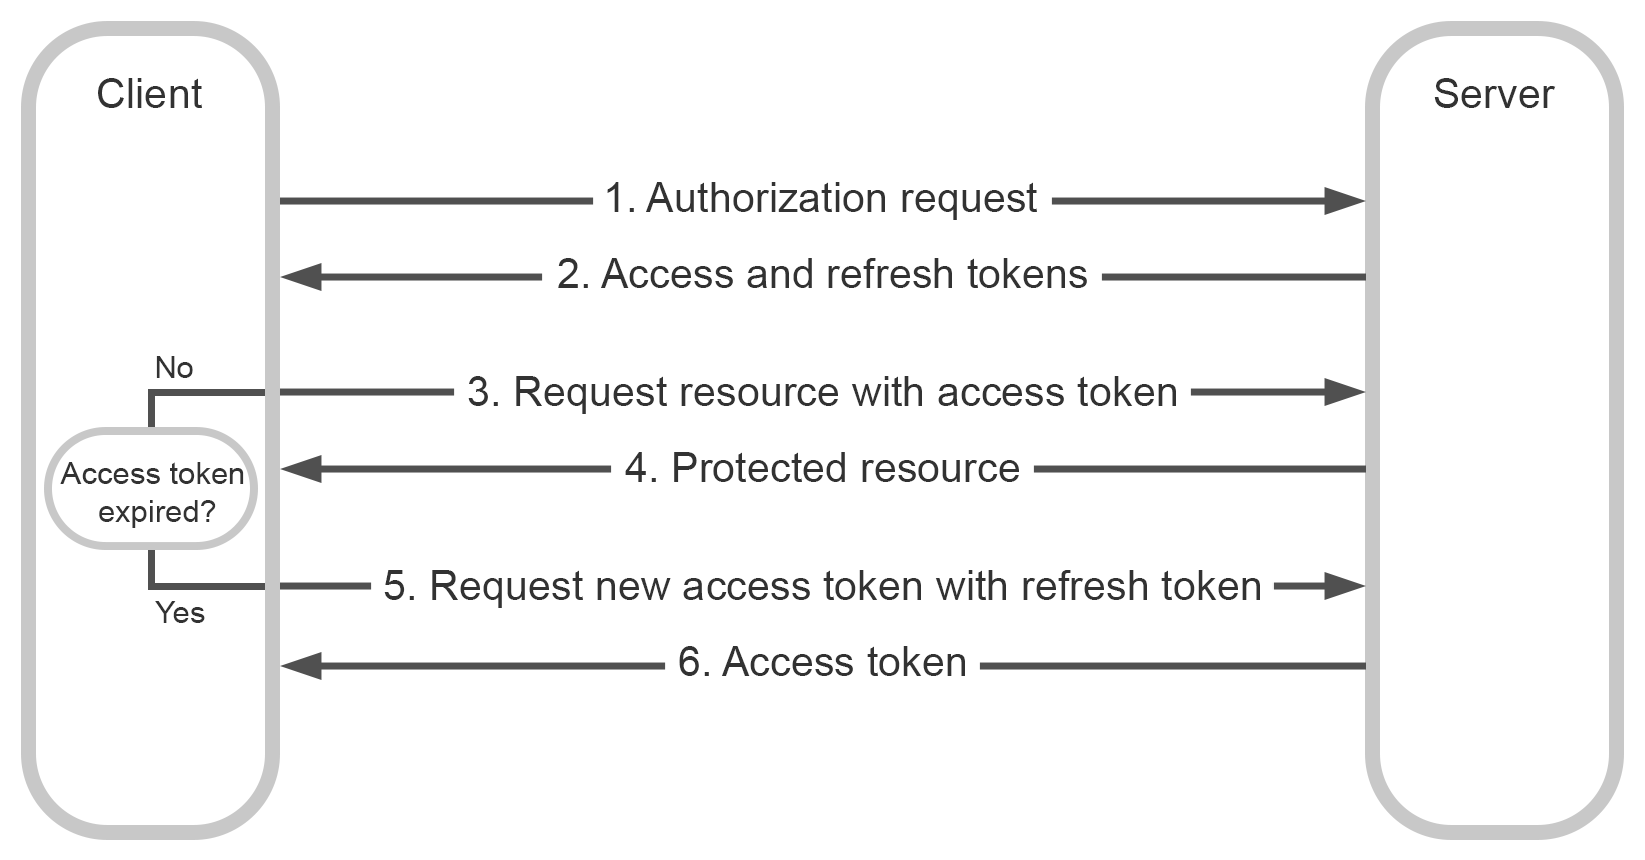 Client
Server
1. Authorization request
2. Access and refresh tokens
No
3. Request resource with access token
Access token
expired?
4. Protected resource
5. Request new access token with refresh token
Yes
6. Access token